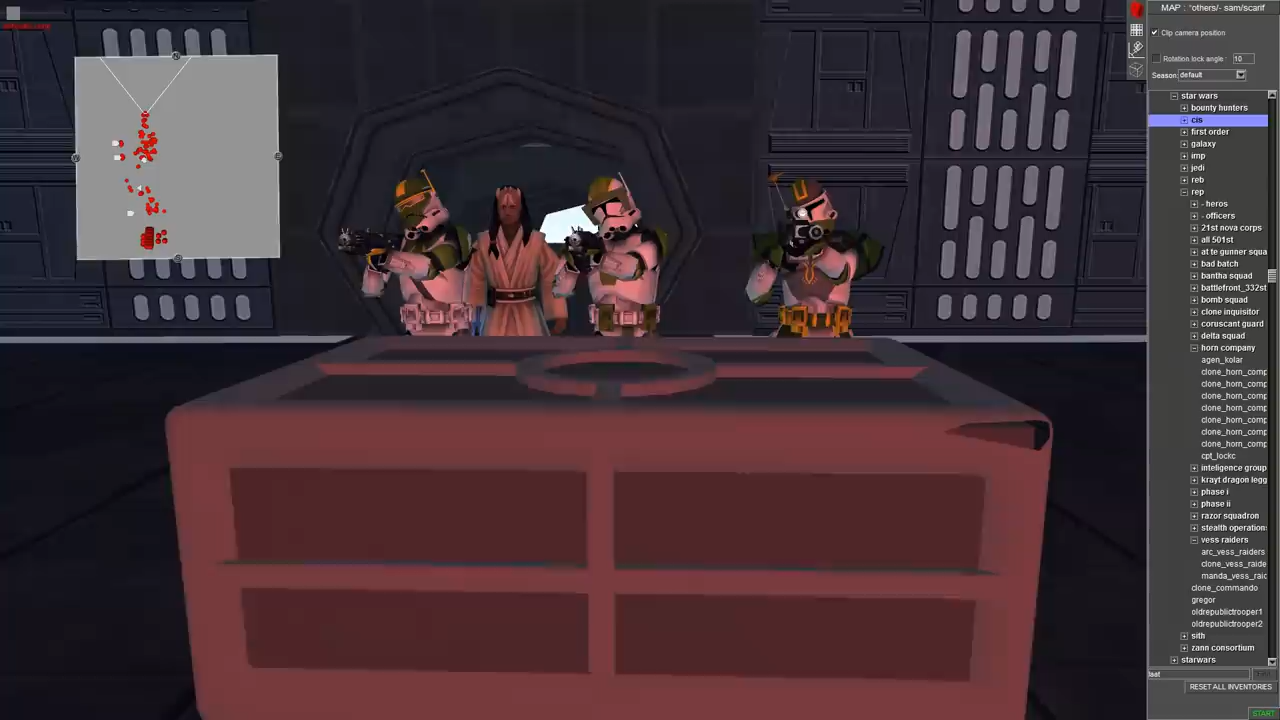 MAP : "others/- sam/scarif
Clip camera position
Rotation lock angle : 10
Season: default
star wars
bounty hunters
cis
first order
galaxy
imp
jedi
reb
rep
- heros
- officers
21st nova corps
all 501st
at te gunner squa
bad batch
bantha squad
battlefront_332st
bomb squad
clone inquisitor
coruscant guard
delta squad
horn company
agen_kolar
clone_horn_comp
clone_horn_comp
clone_horn_comp
clone_horn_comp
clone_horn_comp
clone_horn_comp
clone_horn_comp
cpt_lockc
inteligence group
krayt dragon legg
phase i
phase ii
razor squadron
stealth operation
vess raiders
arc_vess_raiders
clone_vess_raide
manda_vess_raid
clone_commando
gregor
oldrepublictrooper1
oldrepublictrooper2
sith
zann consortium
starwars
laat
RESET ALL INVENTORIES
START